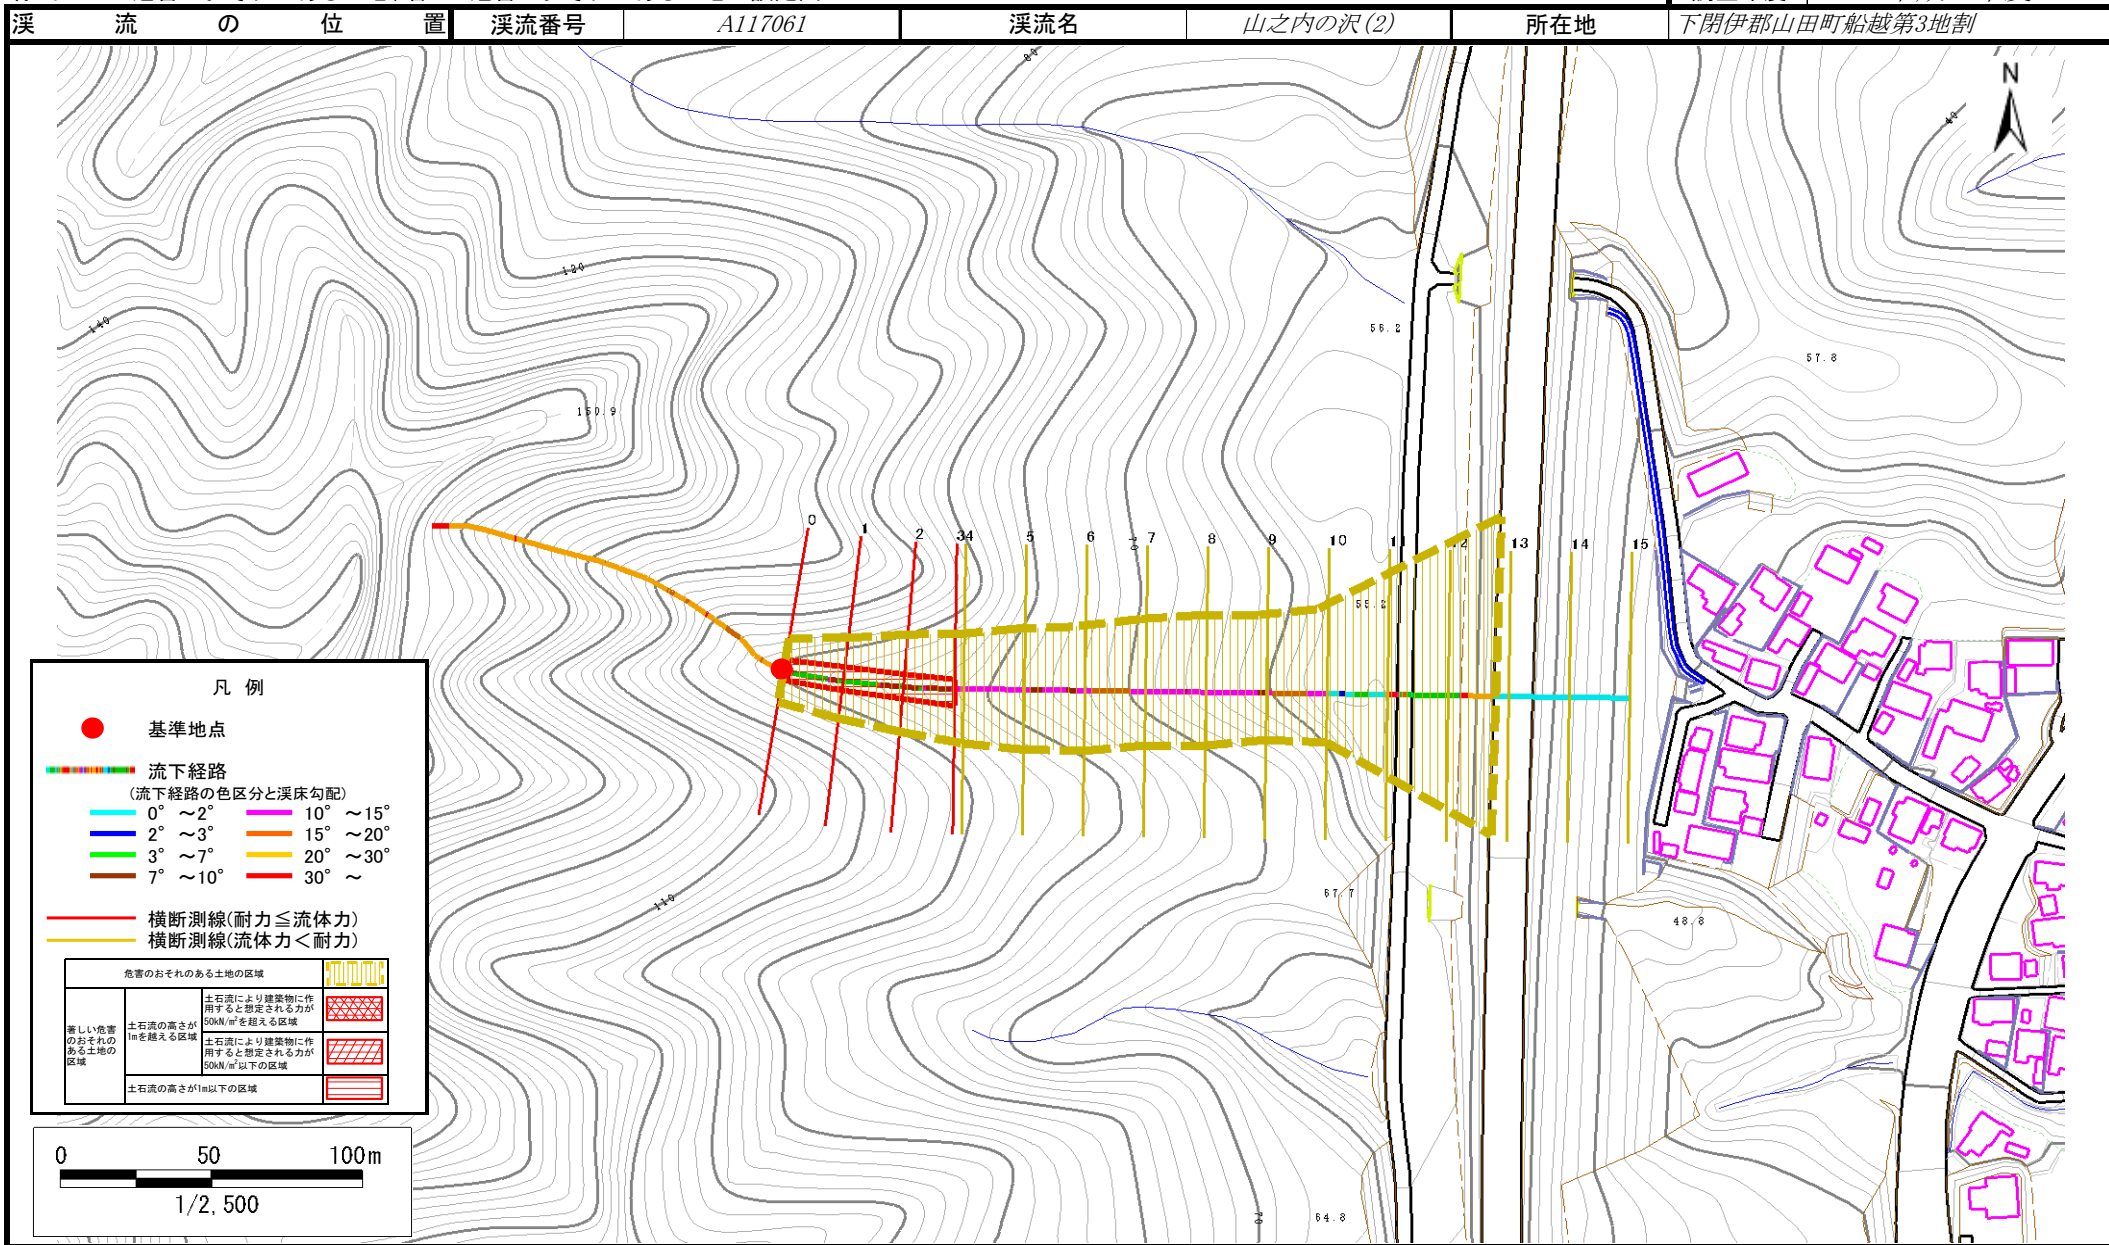 渓流の位置 渓流番号 A117061 渓流名 山之内の沢(2) 所在地 下閉伊郡山田町船越第3地割
N
80
40
120
140
56.2
57.8
150.9
0 1 2 3 4 5 6 7 8 9 10 12 13 14 15
70
55.2
110
67.7
48.8
70
64.8
凡例
基準地点
流下経路
(流下経路の色区分と渓床勾配)
0° ~2° 10° ~15°
2° ~3° 15° ~20°
3° ~7° 20° ~30°
7° ~10° 30° ~
横断測線(耐力≦流体力)
横断測線(流体力<耐力)
危害のおそれのある土地の区域
著しい危害のおそれのある土地の区域
土石流の高さが1mを越える区域
土石流により建築物に作用すると想定される力が50kN/m²を超える区域
土石流により建築物に作用すると想定される力が50kN/m²以下の区域
土石流の高さが1m以下の区域
0 50 100m
1/2,500